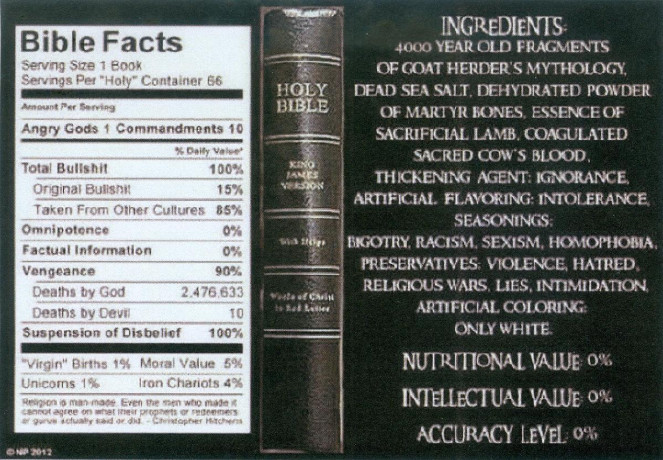 Bible Facts
Serving Size 1 Book
Servings Per "Holy" Container 66
Amount Per Serving
Angry Gods 1 Commandments 10
% Daily Value*
Total Bullshit 100%
Original Bullshit 15%
Taken From Other Cultures 85%
Omnipotence 0%
Factual Information 0%
Vengeance 90%
Deaths by God 2,476,633
Deaths by Devil 10
Suspension of Disbelief 100%
"Virgin" Births 1% Moral Value 5%
Unicorns 1% Iron Chariots 4%
Religion is man-made. Even the men who made it
cannot agree on what their prophets or redeemers
or gurus actually said or did. - Christopher Hitchens
© NIP 2012
HOLY
BIBLE
KING
JAMES
VERSION
With Helps
Words of Christ
in Red Letter
INGREDIENTS:
4000 YEAR OLD FRAGMENTS
OF GOAT HERDER'S MYTHOLOGY,
DEAD SEA SALT, DEHYDRATED POWDER
OF MARTYR BONES, ESSENCE OF
SACRIFICIAL LAMB, COAGULATED
SACRED COW'S BLOOD,
THICKENING AGENT: IGNORANCE,
ARTIFICIAL FLAVORING: INTOLERANCE,
SEASONINGS:
BIGOTRY, RACISM, SEXISM, HOMOPHOBIA,
PRESERVATIVES: VIOLENCE, HATRED,
RELIGIOUS WARS, LIES, INTIMIDATION,
ARTIFICIAL COLORING:
ONLY WHITE.
NUTRITIONAL VALUE: 0%
INTELLECTUAL VALUE: 0%
ACCURACY LEVEL: 0%